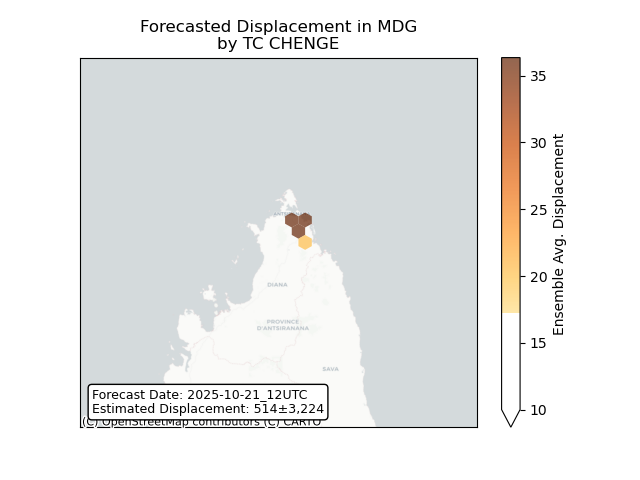 Forecasted Displacement in MDG
by TC CHENGE
DIANA
PROVINCE
D'ANTSIRANANA
SAVA
Forecast Date: 2025-10-21_12UTC
Estimated Displacement: 514±3,224
(C) OpenStreetMap contributors (C) CARTO
35
30
25
20
15
10
Ensemble Avg. Displacement